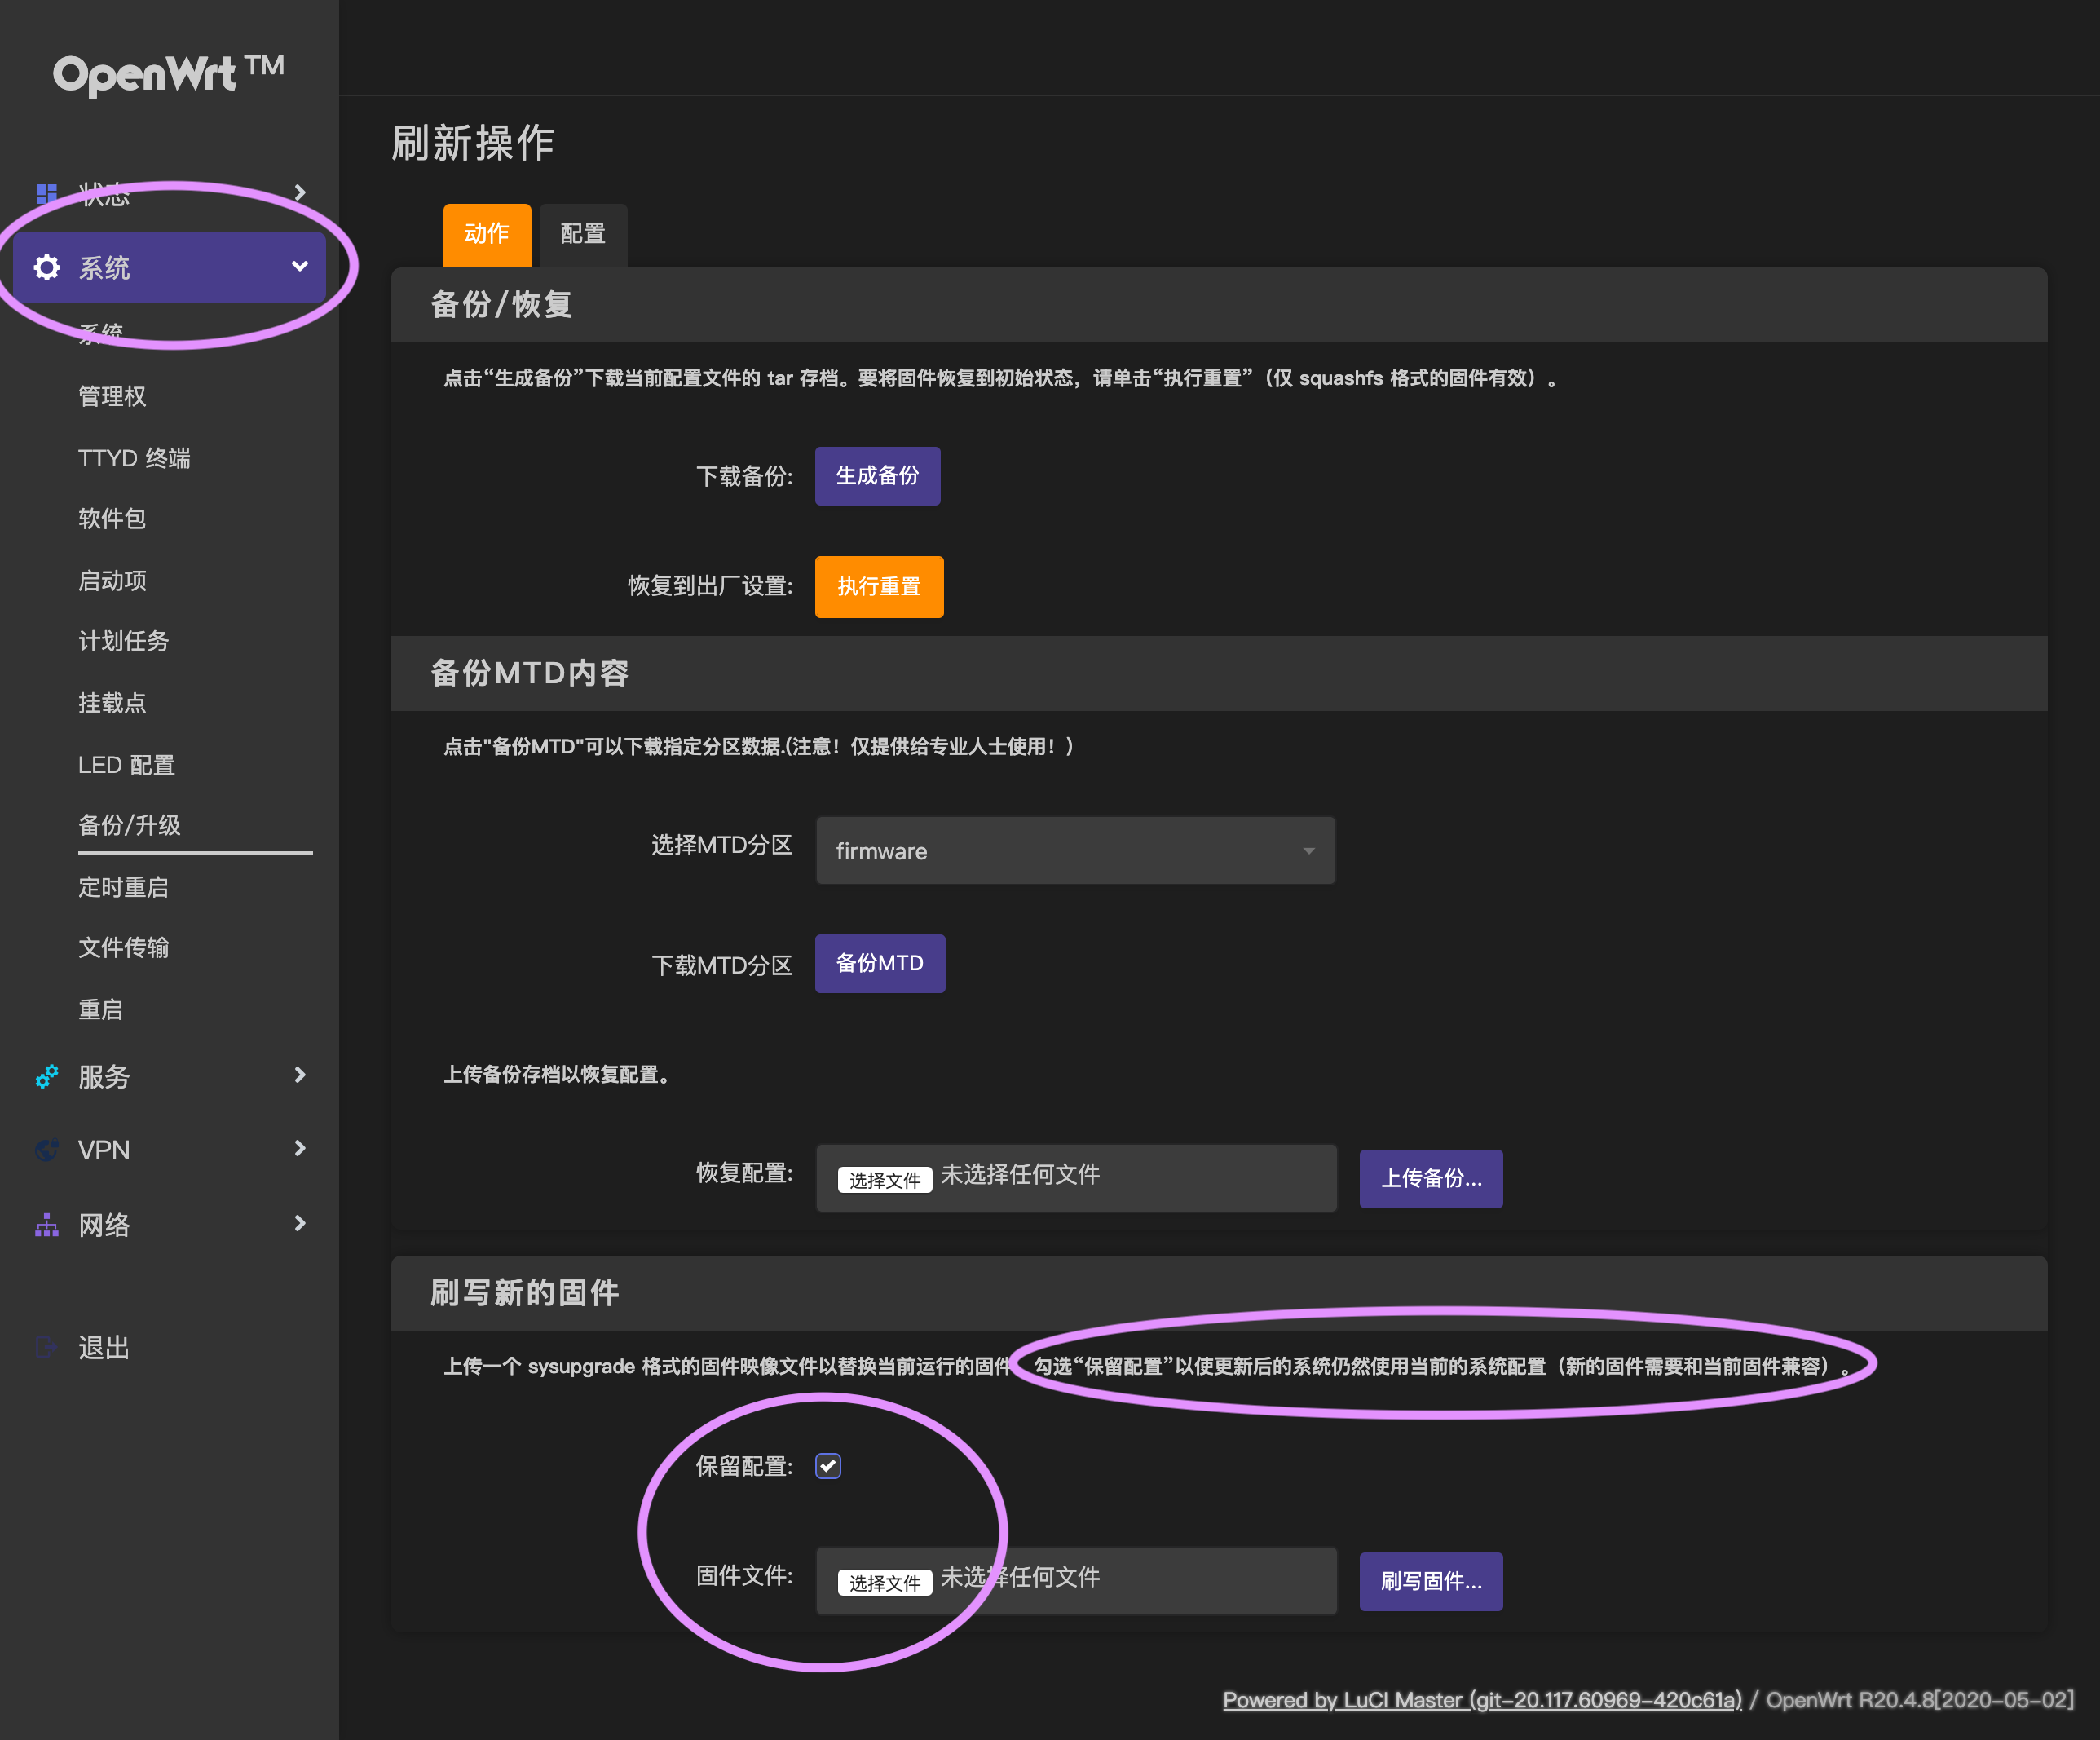 OpenWrt™
状态
系统
系统
管理权
TTYD 终端
软件包
启动项
计划任务
挂载点
LED 配置
备份/升级
定时重启
文件传输
重启
服务
VPN
网络
退出
刷新操作
动作
配置
备份/恢复
点击“生成备份”下载当前配置文件的 tar 存档。要将固件恢复到初始状态，请单击“执行重置”（仅 squashfs 格式的固件有效）。
下载备份: 生成备份
恢复到出厂设置: 执行重置
备份MTD内容
点击"备份MTD"可以下载指定分区数据.(注意！仅提供给专业人士使用！)
选择MTD分区 firmware
下载MTD分区 备份MTD
上传备份存档以恢复配置。
恢复配置: 选择文件 未选择任何文件 上传备份...
刷写新的固件
上传一个 sysupgrade 格式的固件映像文件以替换当前运行的固件 勾选“保留配置”以使更新后的系统仍然使用当前的系统配置（新的固件需要和当前固件兼容）。
保留配置:
固件文件: 选择文件 未选择任何文件 刷写固件...
Powered by LuCI Master (git-20.117.60969-420c61a) / OpenWrt R20.4.8[2020-05-02]